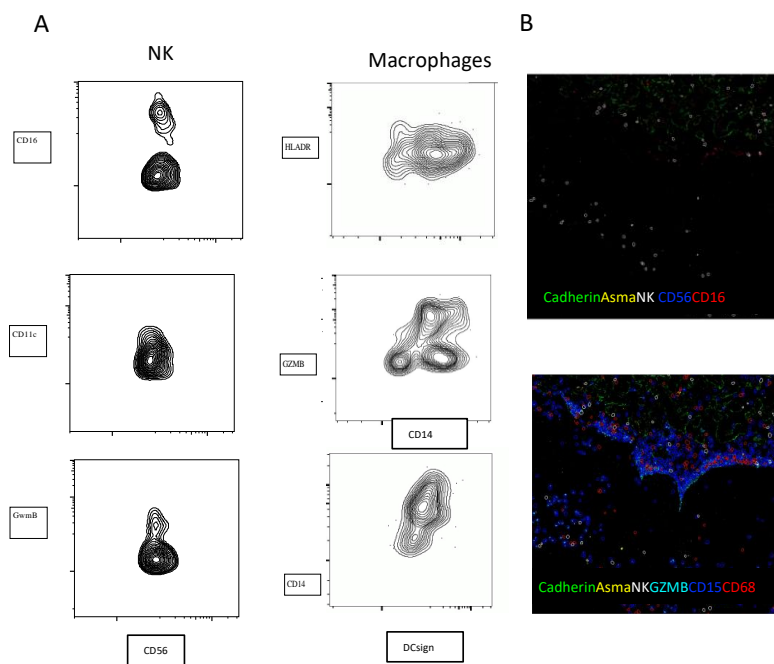 A
B
NK
Macrophages
CD16
HLADR
CadherinAsmaNK CD56CD16
CD11c
GZMB
CD14
GwmB
CD14
CadherinAsmaNKGZMBCD15CD68
CD56
DCsign